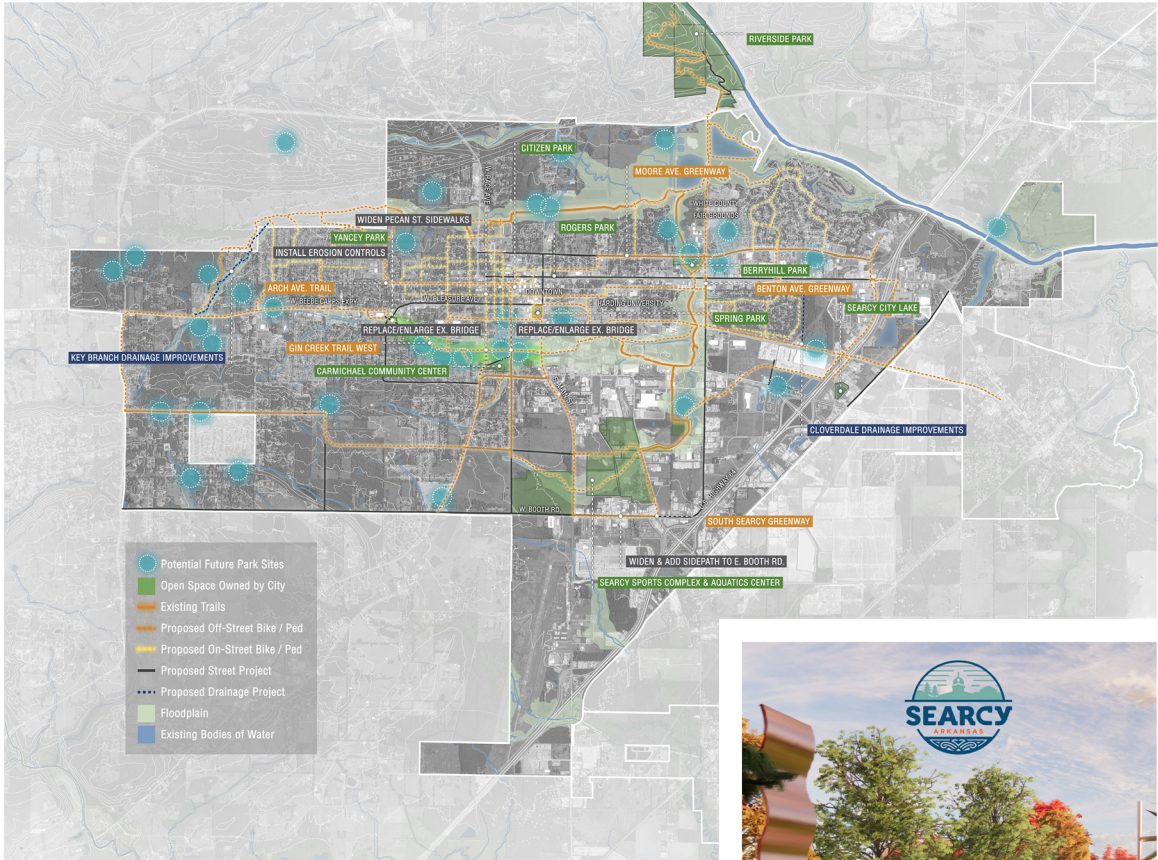 RIVERSIDE PARK
CITIZEN PARK
MOORE AVE. GREENWAY
WHITE COUNTY
FAIR GROUNDS
WIDEN PECAN ST. SIDEWALKS
ROGERS PARK
YANCEY PARK
INSTALL EROSION CONTROLS
BERRYHILL PARK
ARCH AVE. TRAIL
BENTON AVE. GREENWAY
W. BEEBE CAPPS EXPY
W. PLEASURE AVE.
DOWNTOWN
HARDING UNIVERSITY
SEARCY CITY LAKE
SPRING PARK
REPLACE/ENLARGE EX. BRIDGE
REPLACE/ENLARGE EX. BRIDGE
GIN CREEK TRAIL WEST
KEY BRANCH DRAINAGE IMPROVEMENTS
CARMICHAEL COMMUNITY CENTER
CLOVERDALE DRAINAGE IMPROVEMENTS
W. BOOTH RD.
SOUTH SEARCY GREENWAY
WIDEN & ADD SIDEPATH TO E. BOOTH RD.
SEARCY SPORTS COMPLEX & AQUATICS CENTER
Potential Future Park Sites
Open Space Owned by City
Existing Trails
Proposed Off-Street Bike / Ped
Proposed On-Street Bike / Ped
Proposed Street Project
Proposed Drainage Project
Floodplain
Existing Bodies of Water
SEARCY
ARKANSAS